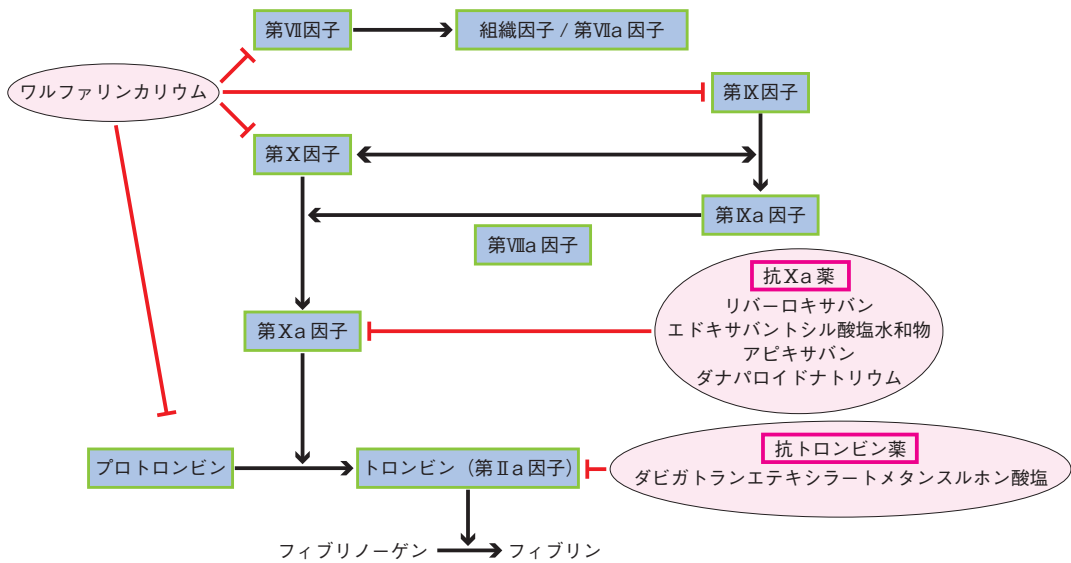 第Ⅶ因子
組織因子 / 第Ⅶa 因子
ワルファリンカリウム
第Ⅸ因子
第Ⅹ因子
第Ⅸa 因子
第Ⅷa 因子
抗Ⅹa 薬
リバーロキサバン
エドキサバントシル酸塩水和物
アピキサバン
ダナパロイドナトリウム
第Ⅹa 因子
抗トロンビン薬
ダビガトランエテキシラートメタンスルホン酸塩
プロトロンビン
トロンビン（第Ⅱa 因子）
フィブリノーゲン
フィブリン